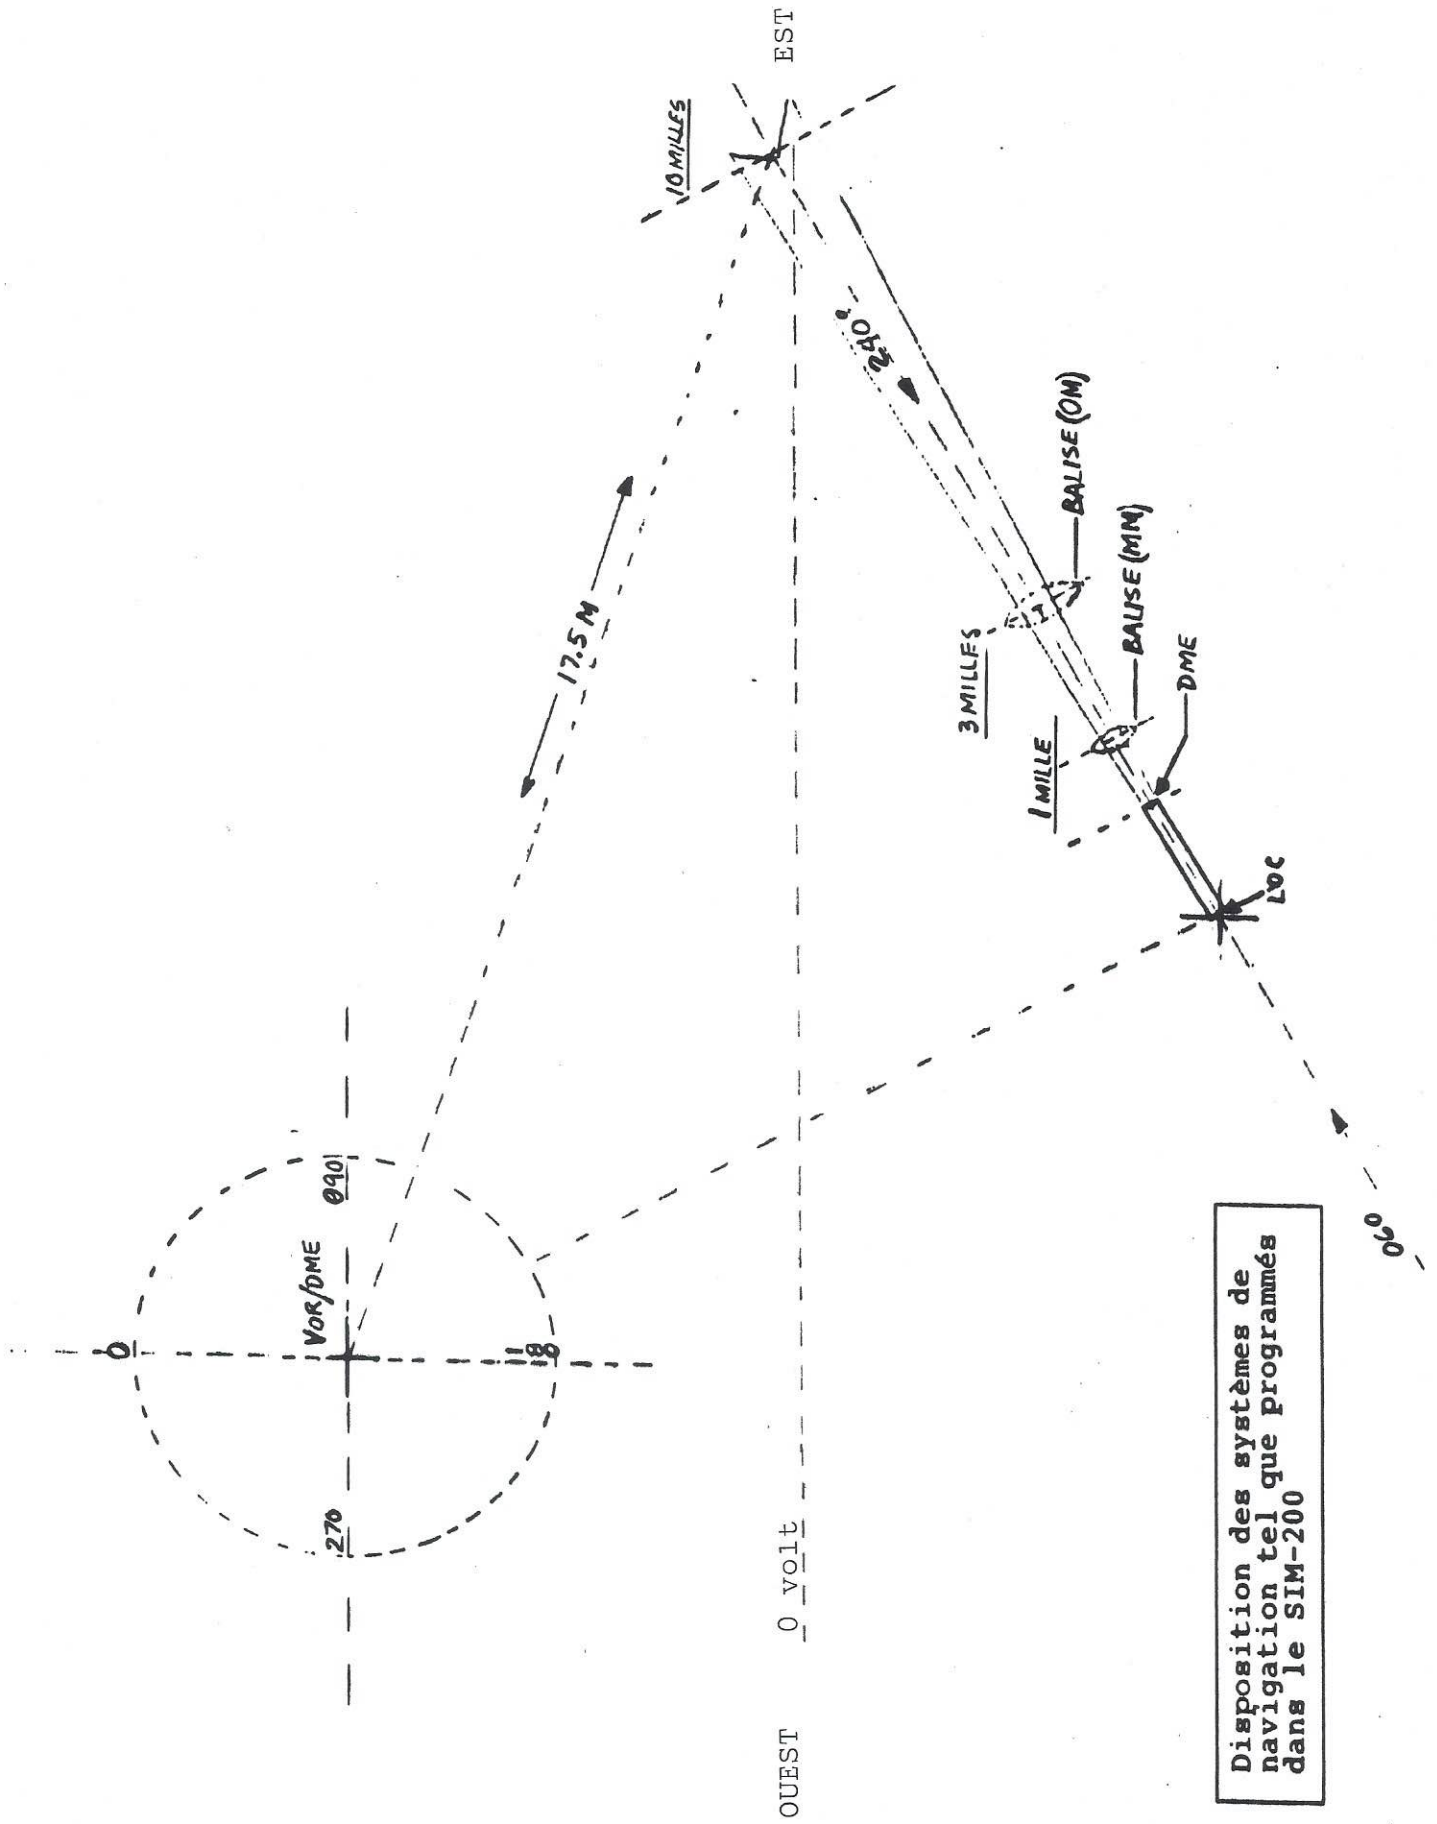 0
VOR/DME
270
090
180
17.5 M
10 MILLES
OUEST
0 volt
EST
240°
3 MILLES
BALISE (OM)
1 MILLE
BALISE (MM)
DME
LOC
060
Disposition des systèmes de
navigation tel que programmés
dans le SIM-200